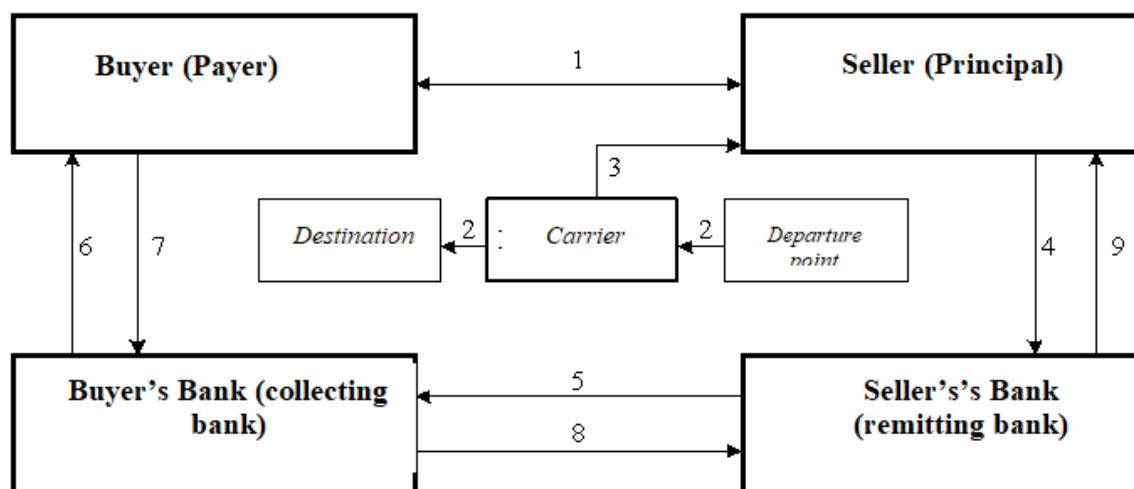 Buyer (Payer)
1
Seller (Principal)
3
Destination
2
:
Carrier
2
Departure
point
6
7
4
9
Buyer’s Bank (collecting
bank)
5
8
Seller’s’s Bank
(remitting bank)